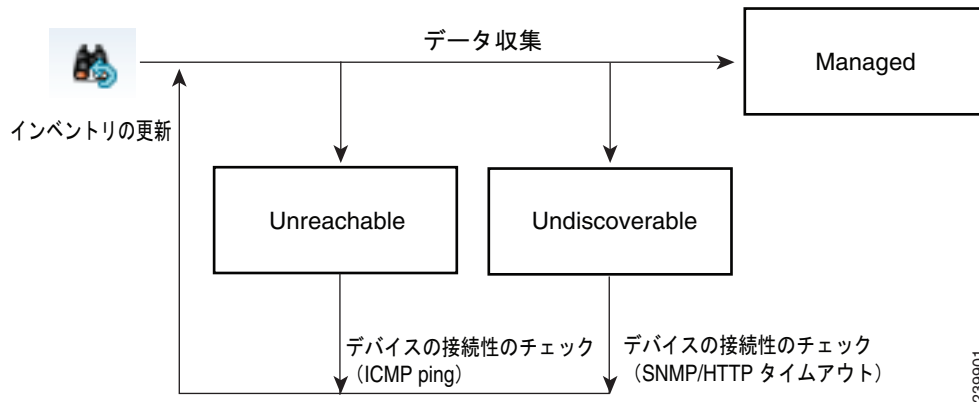 データ収集
Managed
インベントリの更新
Unreachable
Undiscoverable
デバイスの接続性のチェック
（ICMP ping）
デバイスの接続性のチェック
（SNMP/HTTP タイムアウト）
238901